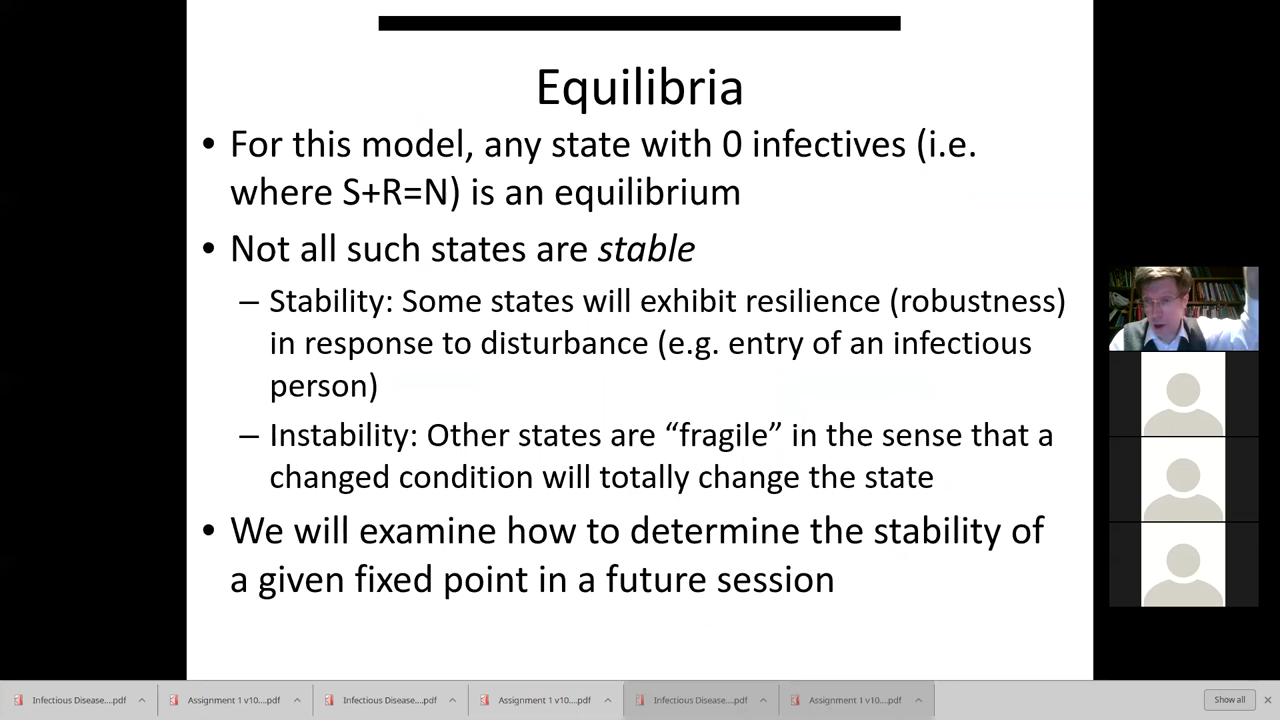 Equilibria
• For this model, any state with 0 infectives (i.e.
where S+R=N) is an equilibrium
• Not all such states are stable
– Stability: Some states will exhibit resilience (robustness)
in response to disturbance (e.g. entry of an infectious
person)
– Instability: Other states are “fragile” in the sense that a
changed condition will totally change the state
• We will examine how to determine the stability of
a given fixed point in a future session
Infectious Disease....pdf
Assignment 1 v10....pdf
Infectious Disease....pdf
Assignment 1 v10....pdf
Infectious Disease....pdf
Assignment 1 v10....pdf
Show all